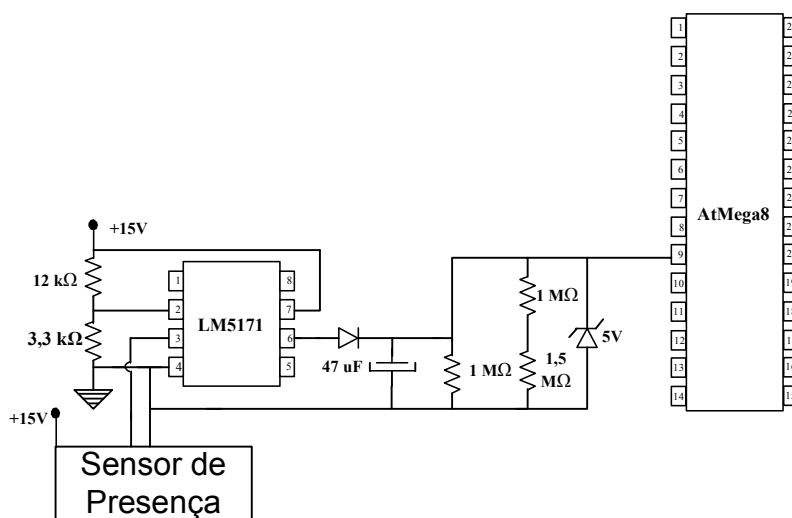 +15V
12 kΩ
3,3 kΩ
+15V
LM5171
1
2
3
4
8
7
6
5
47 uF
1 MΩ
1 MΩ
1,5
MΩ
5V
AtMega8
1
2
3
4
5
6
7
8
9
10
11
12
13
14
Sensor de
Presença